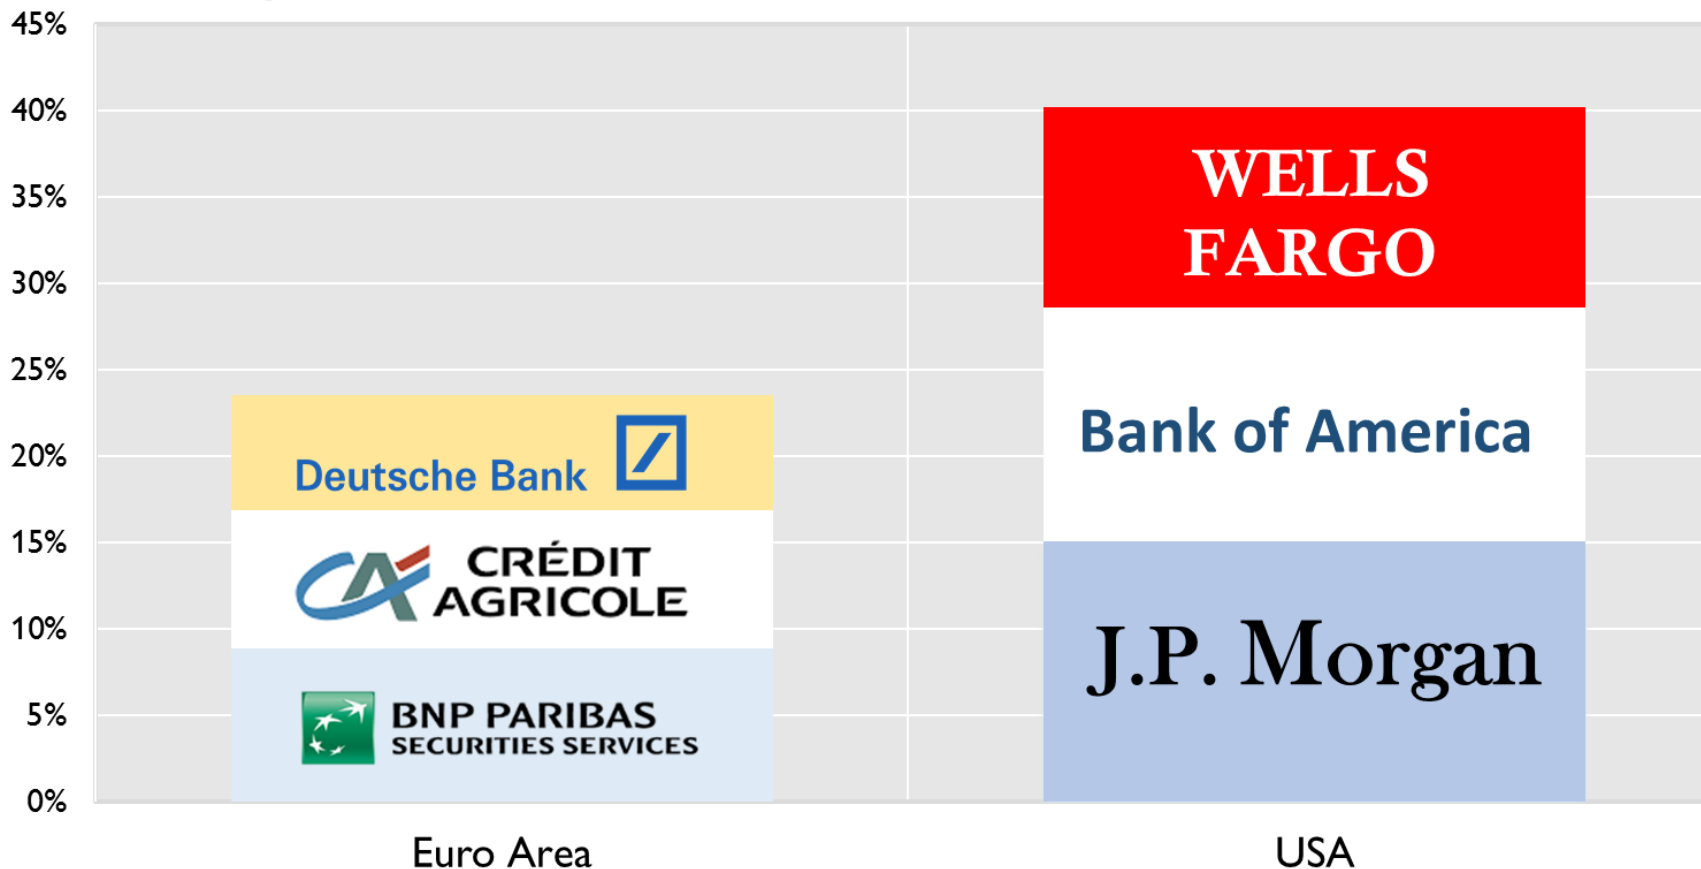 45%
40%
35%
30%
25%
20%
15%
10%
5%
0%
Deutsche Bank
CRÉDIT
AGRICOLE
BNP PARIBAS
SECURITIES SERVICES
WELLS
FARGO
Bank of America
J.P. Morgan
Euro Area
USA